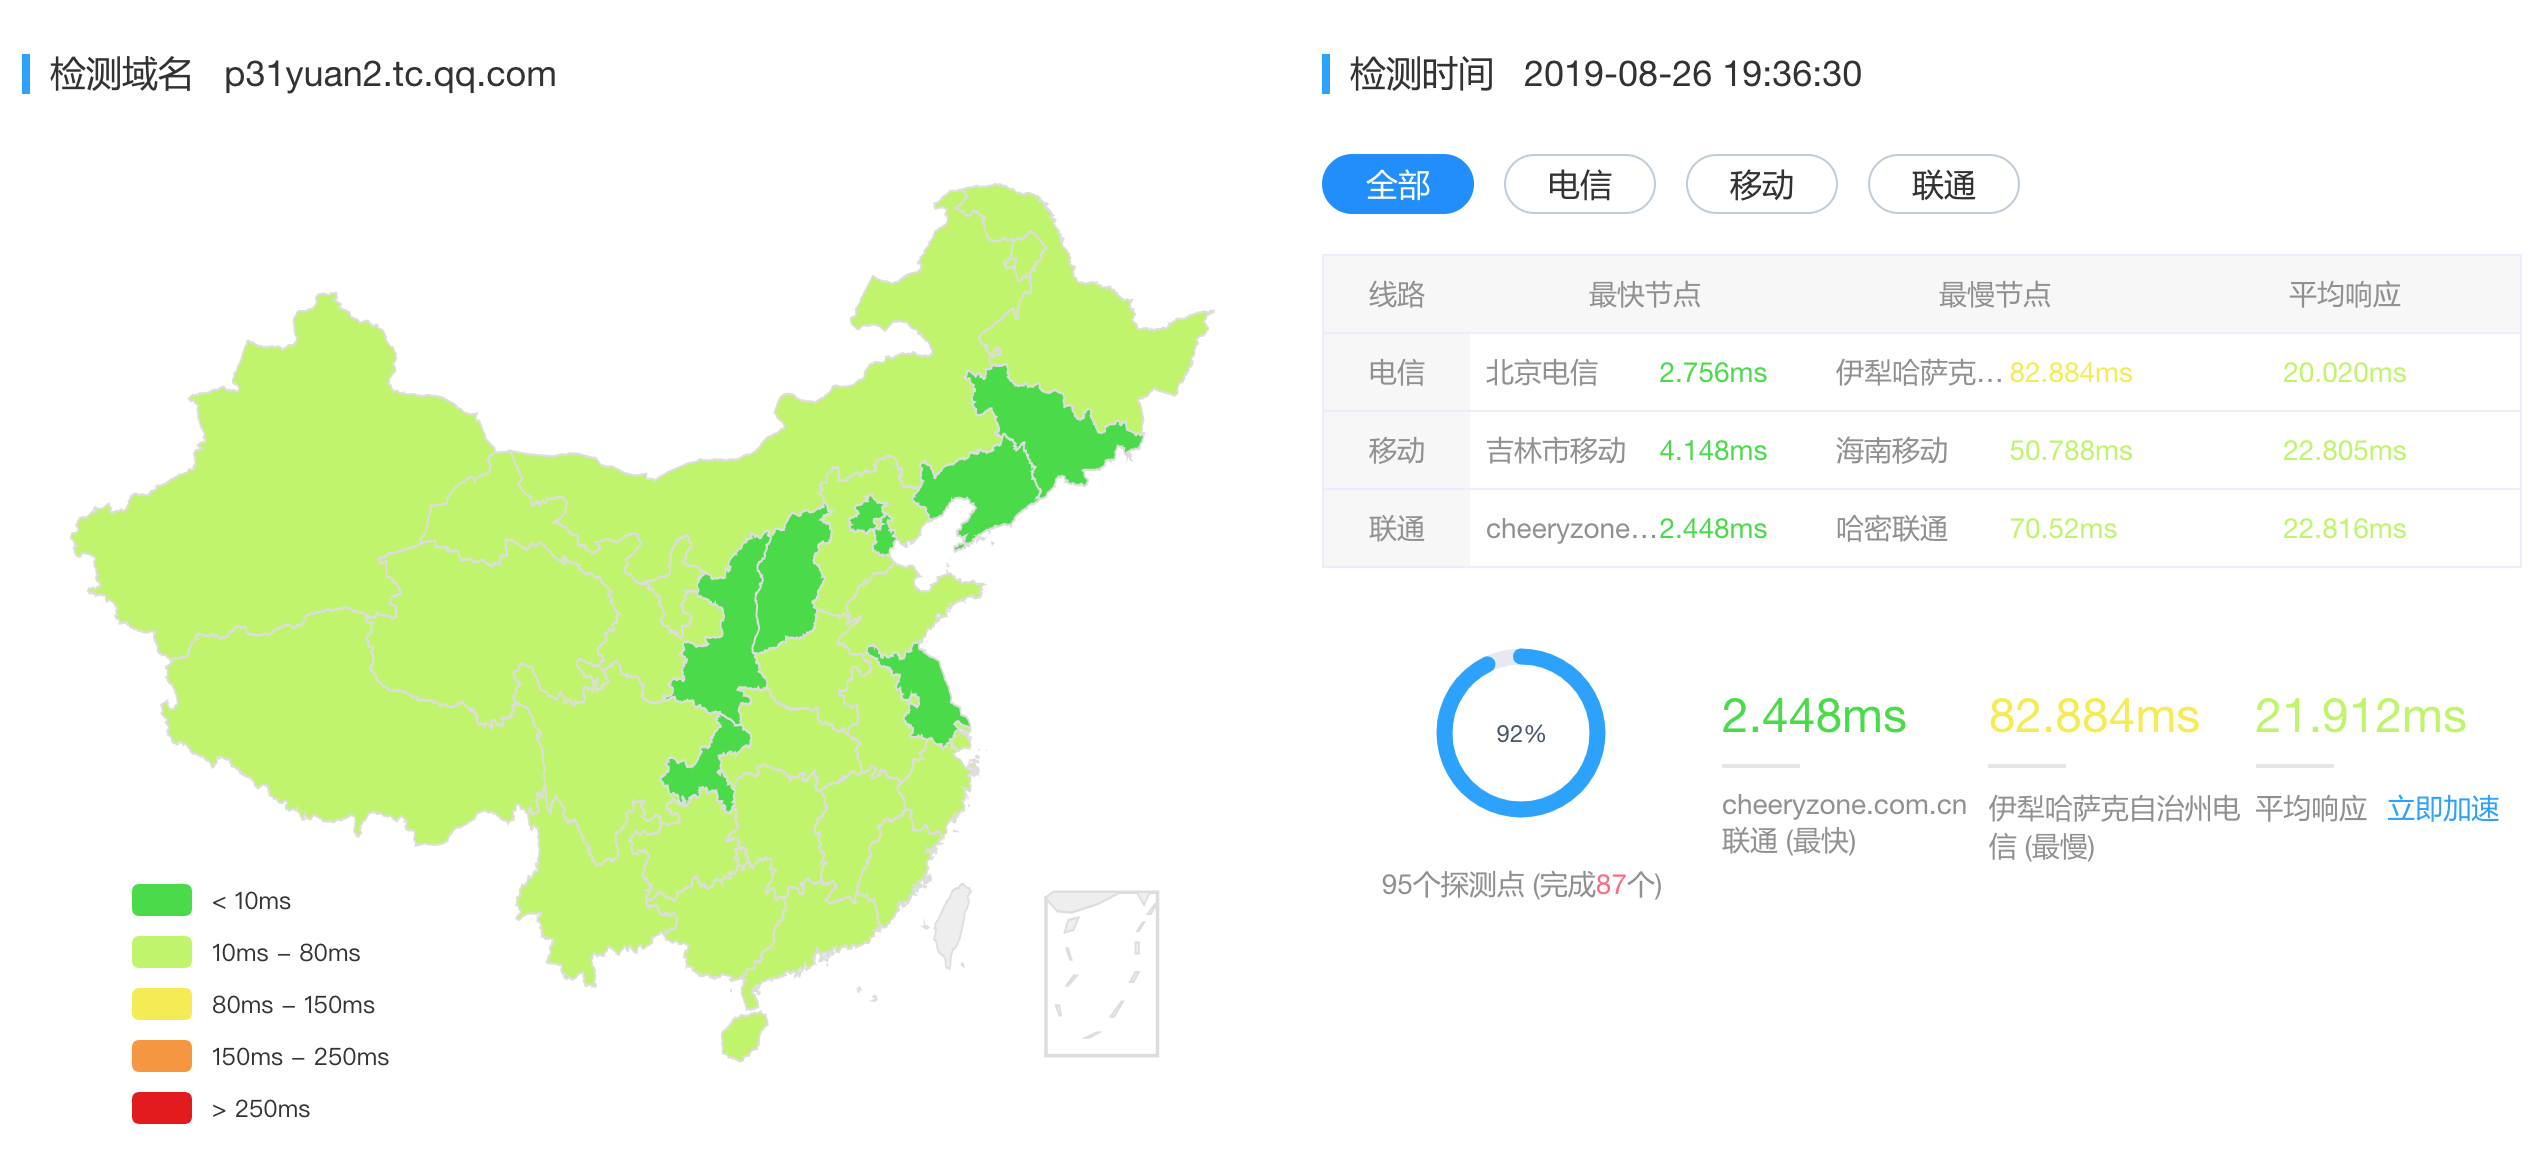 检测域名 p31yuan2.tc.qq.com
检测时间 2019-08-26 19:36:30
全部 电信 移动 联通
线路 最快节点 最慢节点 平均响应
电信 北京电信 2.756ms 伊犁哈萨克... 82.884ms 20.020ms
移动 吉林市移动 4.148ms 海南移动 50.788ms 22.805ms
联通 cheeryzone... 2.448ms 哈密联通 70.52ms 22.816ms
92%
95个探测点 (完成87个)
2.448ms
cheeryzone.com.cn
联通 (最快)
82.884ms
伊犁哈萨克自治州电
信 (最慢)
21.912ms
平均响应 立即加速
< 10ms
10ms – 80ms
80ms – 150ms
150ms – 250ms
> 250ms